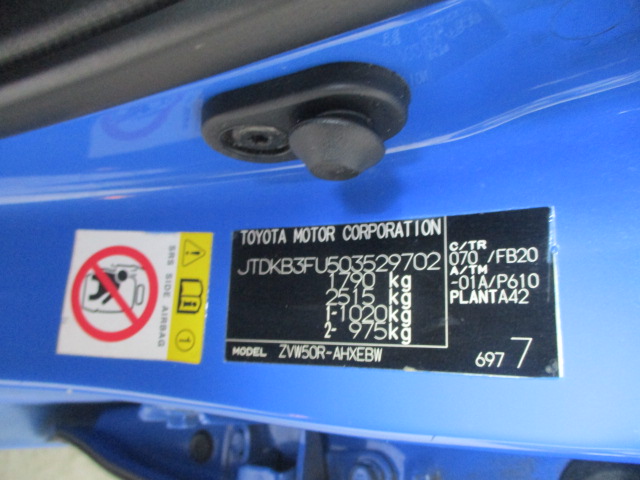 TOYOTA MOTOR CORPORATION
JTDKB3FU503529702
1790 kg
2515 kg
1-1020kg
2- 975kg
MODEL ZVW50R-AHXEBW
C/TR
070 /FB20
A/TM
-01A/P610
PLANTA42
697 7
SRS SIDE AIRBAG
1